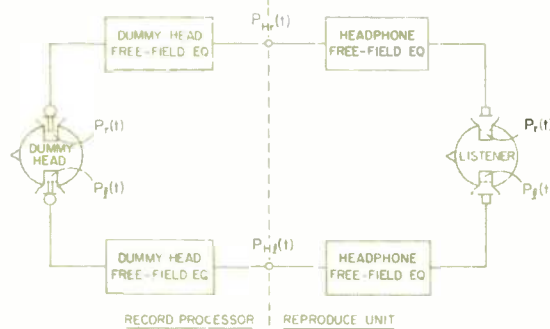 P_Hr(t)
DUMMY HEAD
FREE-FIELD EQ
HEADPHONE
FREE-FIELD EQ
P_r(t)
DUMMY
HEAD
P_ℓ(t)
P_r(t)
LISTENER
P_ℓ(t
P_Hℓ(t)
DUMMY HEAD
FREE-FIELD EQ
HEADPHONE
FREE-FIELD EQ
RECORD PROCESSOR
REPRODUCE UNIT